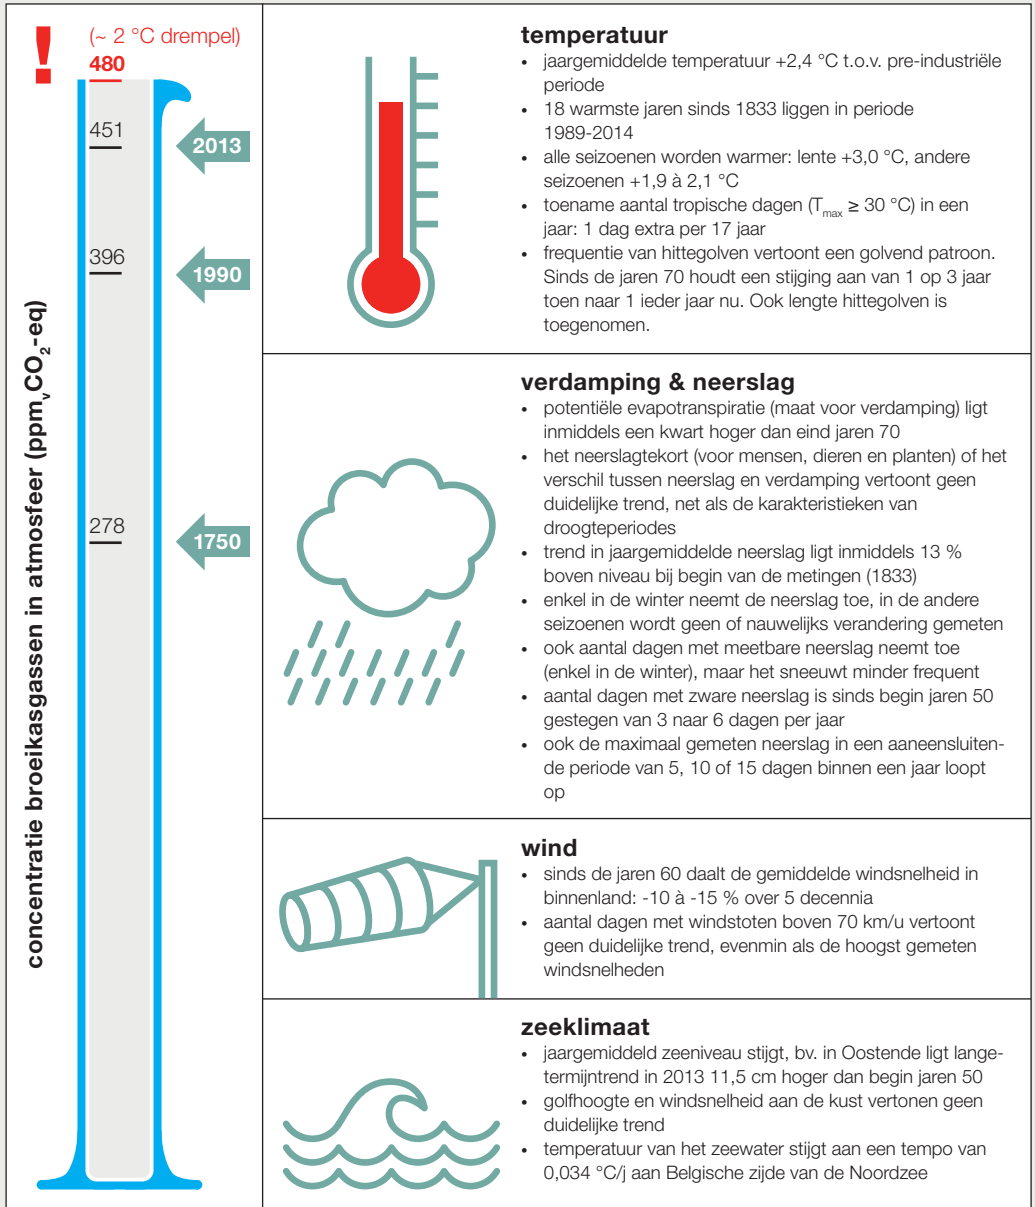 !
(~ 2 °C drempel)
480
451
2013
396
1990
278
1750
concentratie broeikasgassen in atmosfeer (ppmᵥCO₂-eq)
temperatuur
• jaargemiddelde temperatuur +2,4 °C t.o.v. pre-industriële
periode
• 18 warmste jaren sinds 1833 liggen in periode
1989-2014
• alle seizoenen worden warmer: lente +3,0 °C, andere
seizoenen +1,9 à 2,1 °C
• toename aantal tropische dagen (Tmax ≥ 30 °C) in een
jaar: 1 dag extra per 17 jaar
• frequentie van hittegolven vertoont een golvend patroon.
Sinds de jaren 70 houdt een stijging aan van 1 op 3 jaar
toen naar 1 ieder jaar nu. Ook lengte hittegolven is
toegenomen.
verdamping & neerslag
• potentiële evapotranspiratie (maat voor verdamping) ligt
inmiddels een kwart hoger dan eind jaren 70
• het neerslagtekort (voor mensen, dieren en planten) of het
verschil tussen neerslag en verdamping vertoont geen
duidelijke trend, net als de karakteristieken van
droogteperiodes
• trend in jaargemiddelde neerslag ligt inmiddels 13 %
boven niveau bij begin van de metingen (1833)
• enkel in de winter neemt de neerslag toe, in de andere
seizoenen wordt geen of nauwelijks verandering gemeten
• ook aantal dagen met meetbare neerslag neemt toe
(enkel in de winter), maar het sneeuwt minder frequent
• aantal dagen met zware neerslag is sinds begin jaren 50
gestegen van 3 naar 6 dagen per jaar
• ook de maximaal gemeten neerslag in een aaneensluiten-
de periode van 5, 10 of 15 dagen binnen een jaar loopt
op
wind
• sinds de jaren 60 daalt de gemiddelde windsnelheid in
binnenland: -10 à -15 % over 5 decennia
• aantal dagen met windstoten boven 70 km/u vertoont
geen duidelijke trend, evenmin als de hoogst gemeten
windsnelheden
zeeklimaat
• jaargemiddeld zeeniveau stijgt, bv. in Oostende ligt lange-
termijntrend in 2013 11,5 cm hoger dan begin jaren 50
• golfhoogte en windsnelheid aan de kust vertonen geen
duidelijke trend
• temperatuur van het zeewater stijgt aan een tempo van
0,034 °C/j aan Belgische zijde van de Noordzee